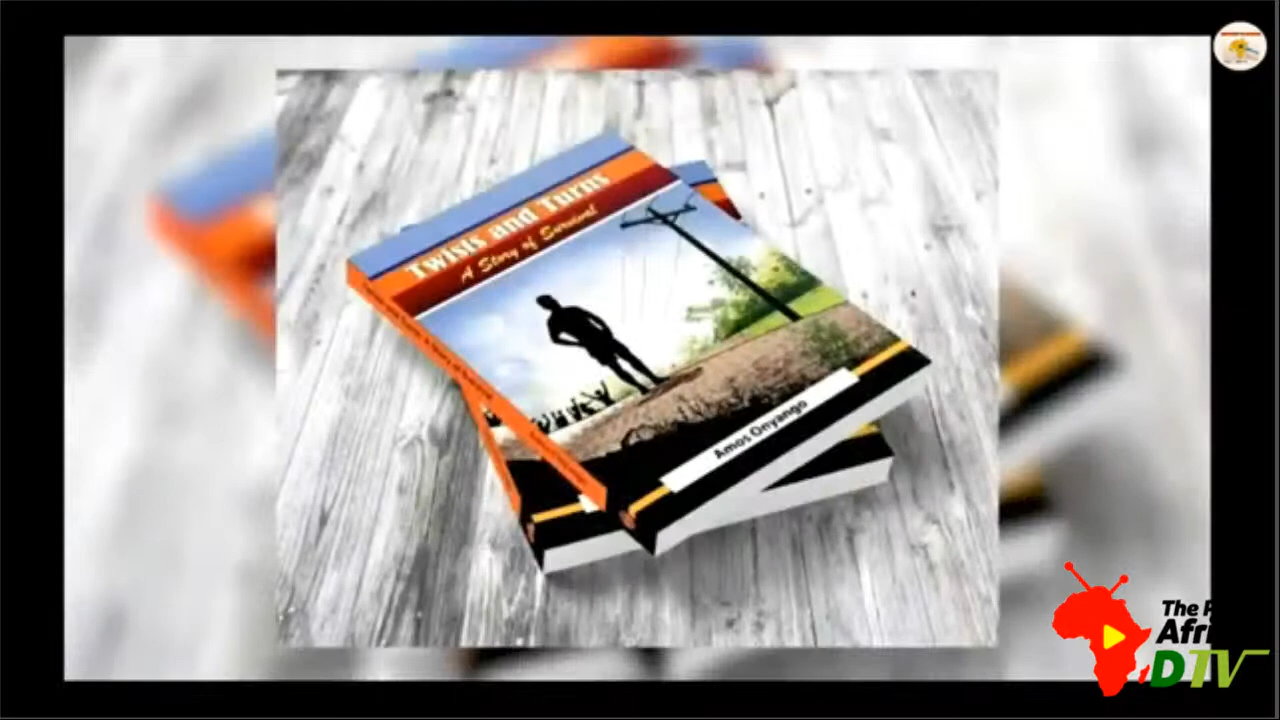 Twists and Turns
A Story of Survival
Amos Onyango
The
Afri
DTV